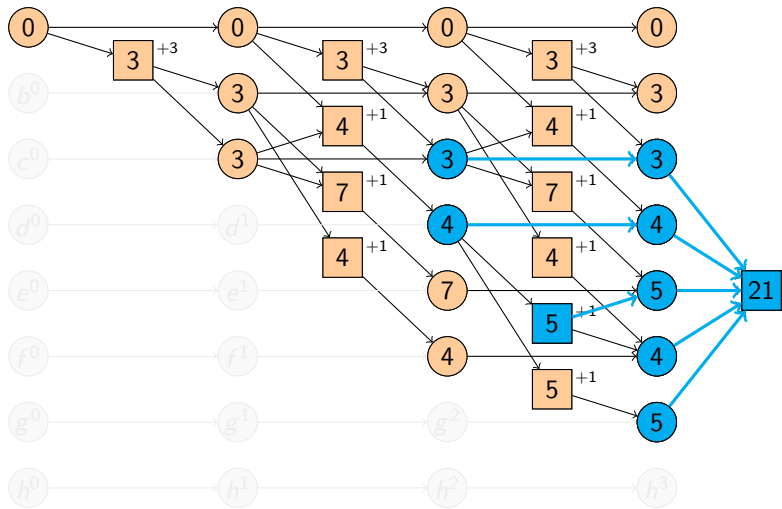 0 0 0 0
3 +3 3 +3 3 +3
b⁰ 3 3 3
4 +1 4 +1
c⁰ 3 3 3
7 +1 7 +1
d⁰ d¹ 4 4
4 +1 4 +1
e⁰ e¹ 7 5 21
5 +1
f⁰ f¹ 4 4
5 +1
g⁰ g¹ g² 5
h⁰ h¹ h² h³